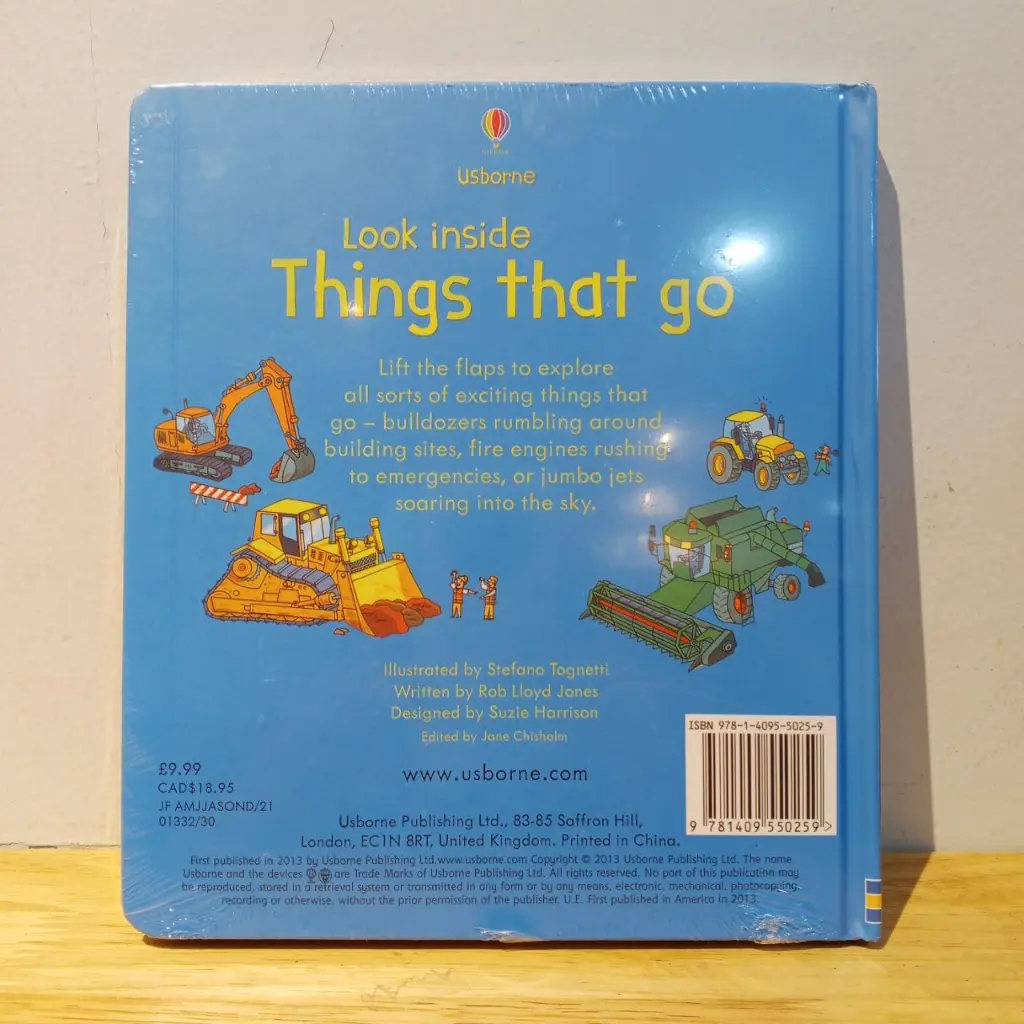 Usborne
Look inside
Things that go
Lift the flaps to explore
all sorts of exciting things that
go – bulldozers rumbling around
building sites, fire engines rushing
to emergencies, or jumbo jets
soaring into the sky.
Illustrated by Stefano Tognetti
Written by Rob Lloyd Jones
Designed by Suzie Harrison
Edited by Jane Chisholm
ISBN 978-1-4095-5025-9
9 781409 550259 >
£9.99
CAD$18.95
JF AMJJASOND/21
01332/30
www.usborne.com
Usborne Publishing Ltd., 83-85 Saffron Hill,
London, EC1N 8RT, United Kingdom. Printed in China.
First published in 2013 by Usborne Publishing Ltd.www.usborne.com Copyright © 2013 Usborne Publishing Ltd. The name
Usborne and the devices are Trade Marks of Usborne Publishing Ltd. All rights reserved. No part of this publication may
be reproduced, stored in a retrieval system or transmitted in any form or by any means, electronic, mechanical, photocopying,
recording or otherwise, without the prior permission of the publisher. U.E. First published in America in 2013.